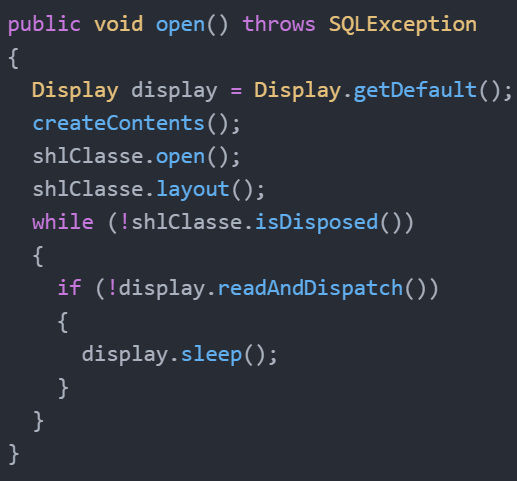 public void open() throws SQLException
{
  Display display = Display.getDefault();
  createContents();
  shlClasse.open();
  shlClasse.layout();
  while (!shlClasse.isDisposed())
  {
    if (!display.readAndDispatch())
    {
      display.sleep();
    }
  }
}